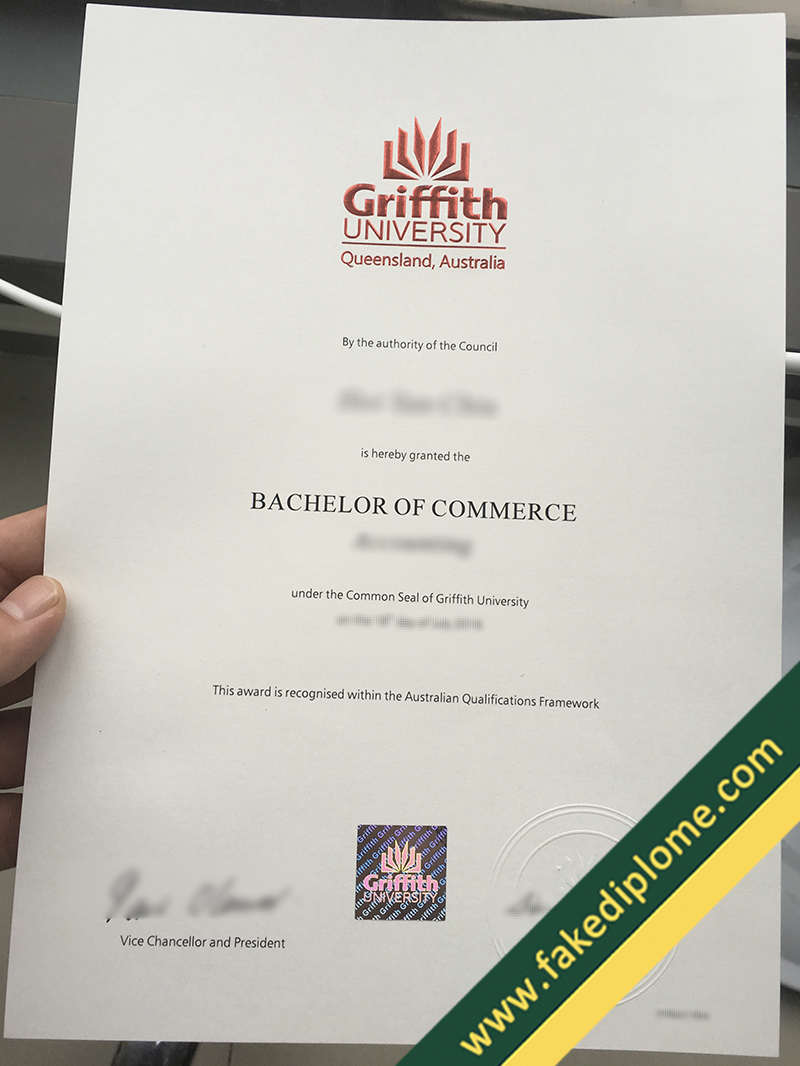 Griffith
UNIVERSITY
Queensland, Australia
By the authority of the Council
is hereby granted the
BACHELOR OF COMMERCE
under the Common Seal of Griffith University
This award is recognised within the Australian Qualifications Framework
Griffith
UNIVERSITY
Vice Chancellor and President
www.fakediplome.com